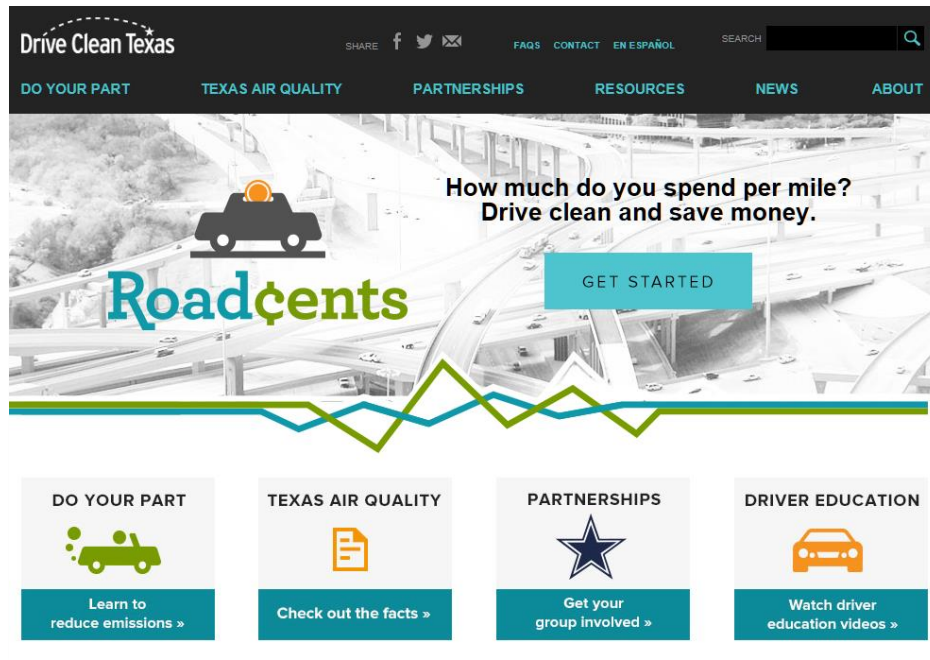 Drive Clean Texas
SHARE
FAQS CONTACT EN ESPAÑOL
SEARCH
DO YOUR PART TEXAS AIR QUALITY PARTNERSHIPS RESOURCES NEWS ABOUT
How much do you spend per mile?
Drive clean and save money.
GET STARTED
Road¢ents
DO YOUR PART
Learn to
reduce emissions »
TEXAS AIR QUALITY
Check out the facts »
PARTNERSHIPS
Get your
group involved »
DRIVER EDUCATION
Watch driver
education videos »